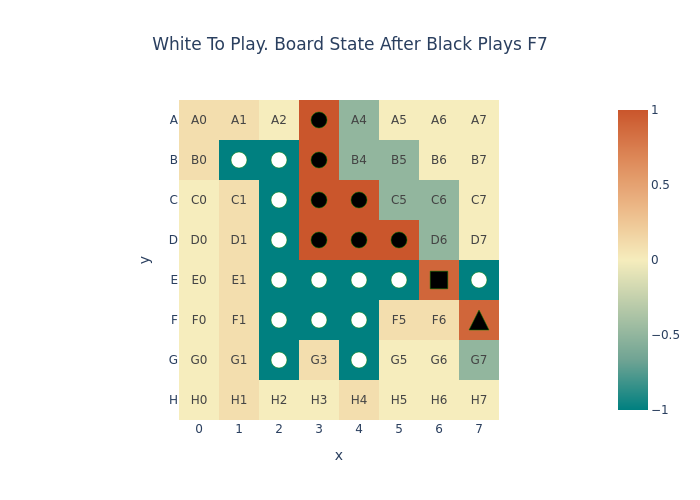 White To Play. Board State After Black Plays F7
A A0 A1 A2 A4 A5 A6 A7
B B0 B4 B5 B6 B7
C C0 C1 C5 C6 C7
D D0 D1 D6 D7
E E0 E1
F F0 F1 F5 F6
G G0 G1 G3 G5 G6 G7
H H0 H1 H2 H3 H4 H5 H6 H7
0 1 2 3 4 5 6 7
x
y
1
0.5
0
−0.5
−1